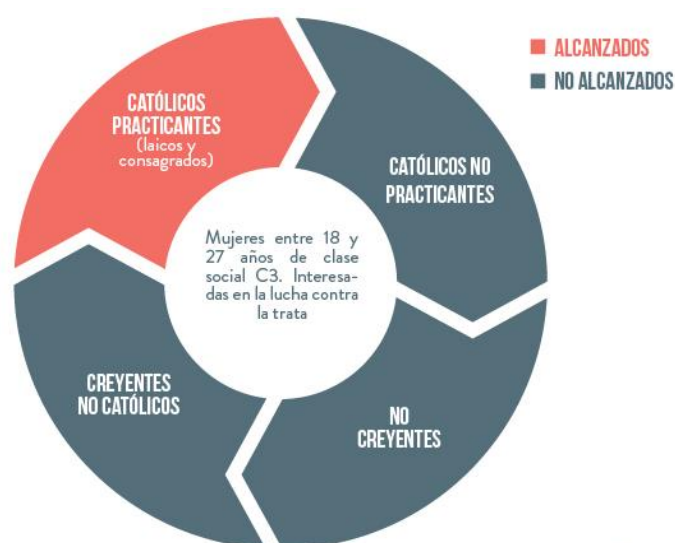 ALCANZADOS
NO ALCANZADOS
CATÓLICOS
PRACTICANTES
(laicos y
consagrados)
CATÓLICOS NO
PRACTICANTES
Mujeres entre 18 y
27 años de clase
social C3. Interesa-
das en la lucha contra
la trata
CREYENTES
NO CATÓLICOS
NO
CREYENTES